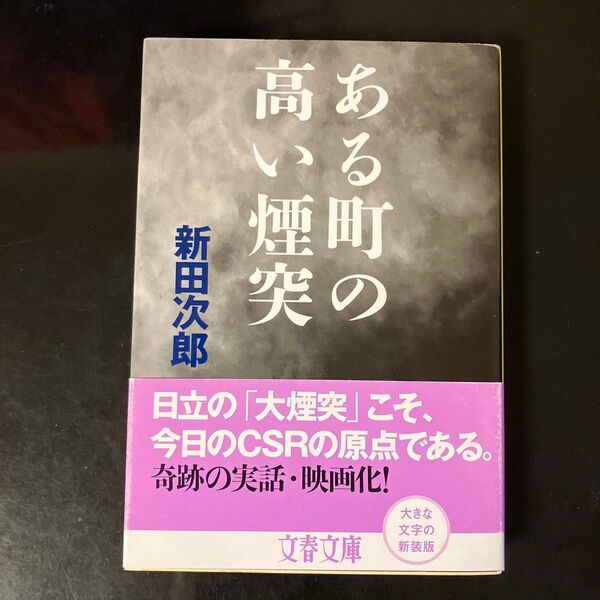 ある町の
高い煙突
新田次郎
日立の「大煙突」こそ、
今日のCSRの原点である。
奇跡の実話・映画化!
大きな
文字の
新装版
文春文庫